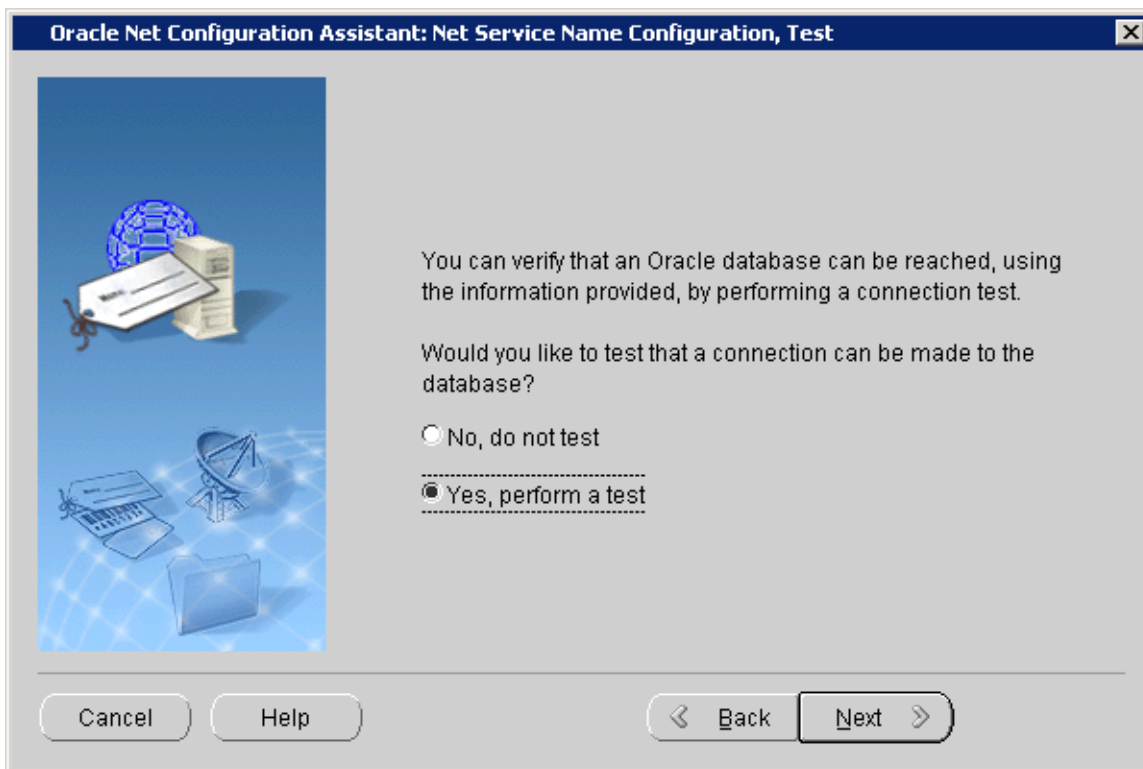 Oracle Net Configuration Assistant: Net Service Name Configuration, Test
You can verify that an Oracle database can be reached, using
the information provided, by performing a connection test.
Would you like to test that a connection can be made to the
database?
No, do not test
Yes, perform a test
Cancel
Help
Back
Next